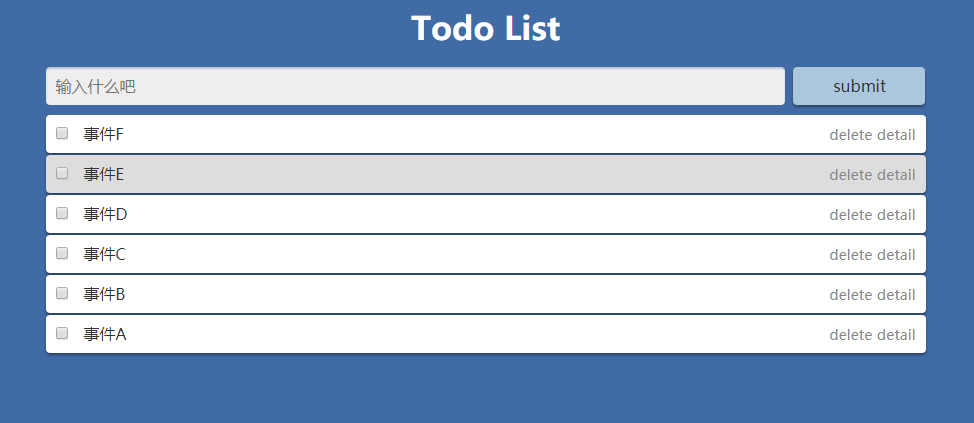 Todo List
输入什么吧 submit
事件F delete detail
事件E delete detail
事件D delete detail
事件C delete detail
事件B delete detail
事件A delete detail